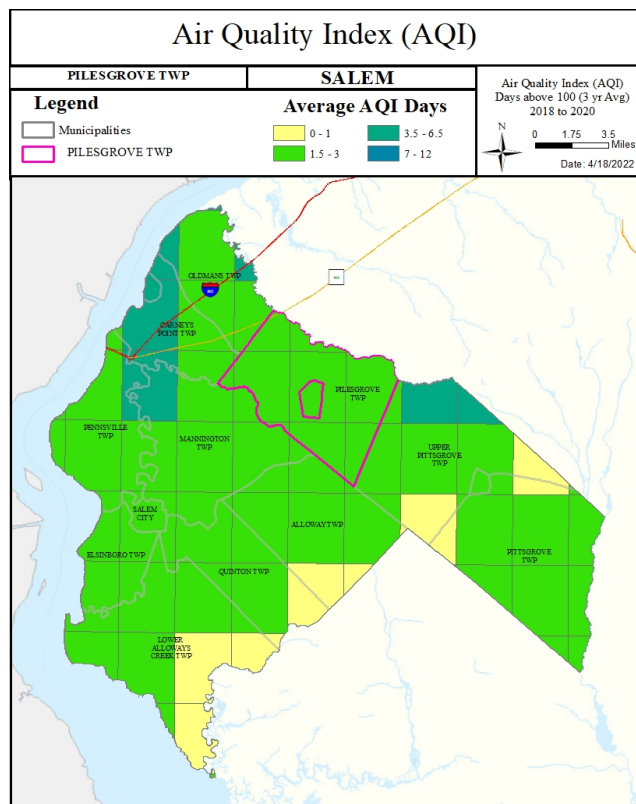 Air Quality Index (AQI)
PILESGROVE TWP
SALEM
Legend
Municipalities
PILESGROVE TWP
Average AQI Days
0 - 1
3.5 - 6.5
1.5 - 3
7 - 12
Air Quality Index (AQI)
Days above 100 (3 yr Avg)
2018 to 2020
N
0 1.75 3.5
Miles
Date: 4/18/2022
OLDMANS TWP
CARNEYS
POINT TWP
PILESGROVE
TWP
PENNSVILLE
TWP
MANNINGTON
TWP
UPPER
PITTSGROVE
TWP
SALEM
CITY
ALLOWAY TWP
ELSINBORO TWP
PITTSGROVE
TWP
QUINTON TWP
LOWER
ALLOWAYS
CREEK TWP